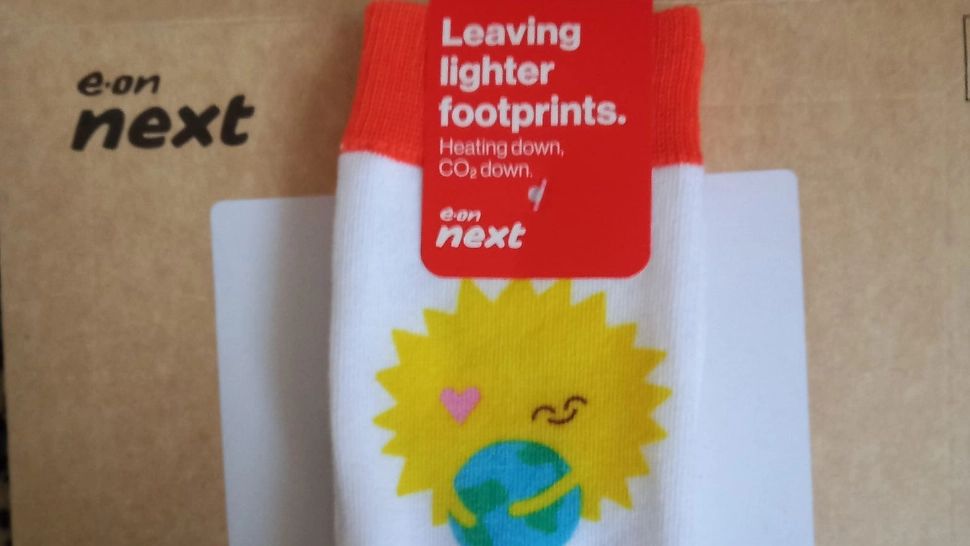 e·on
next
Leaving
lighter
footprints.
Heating down,
CO₂ down.
e·on
next